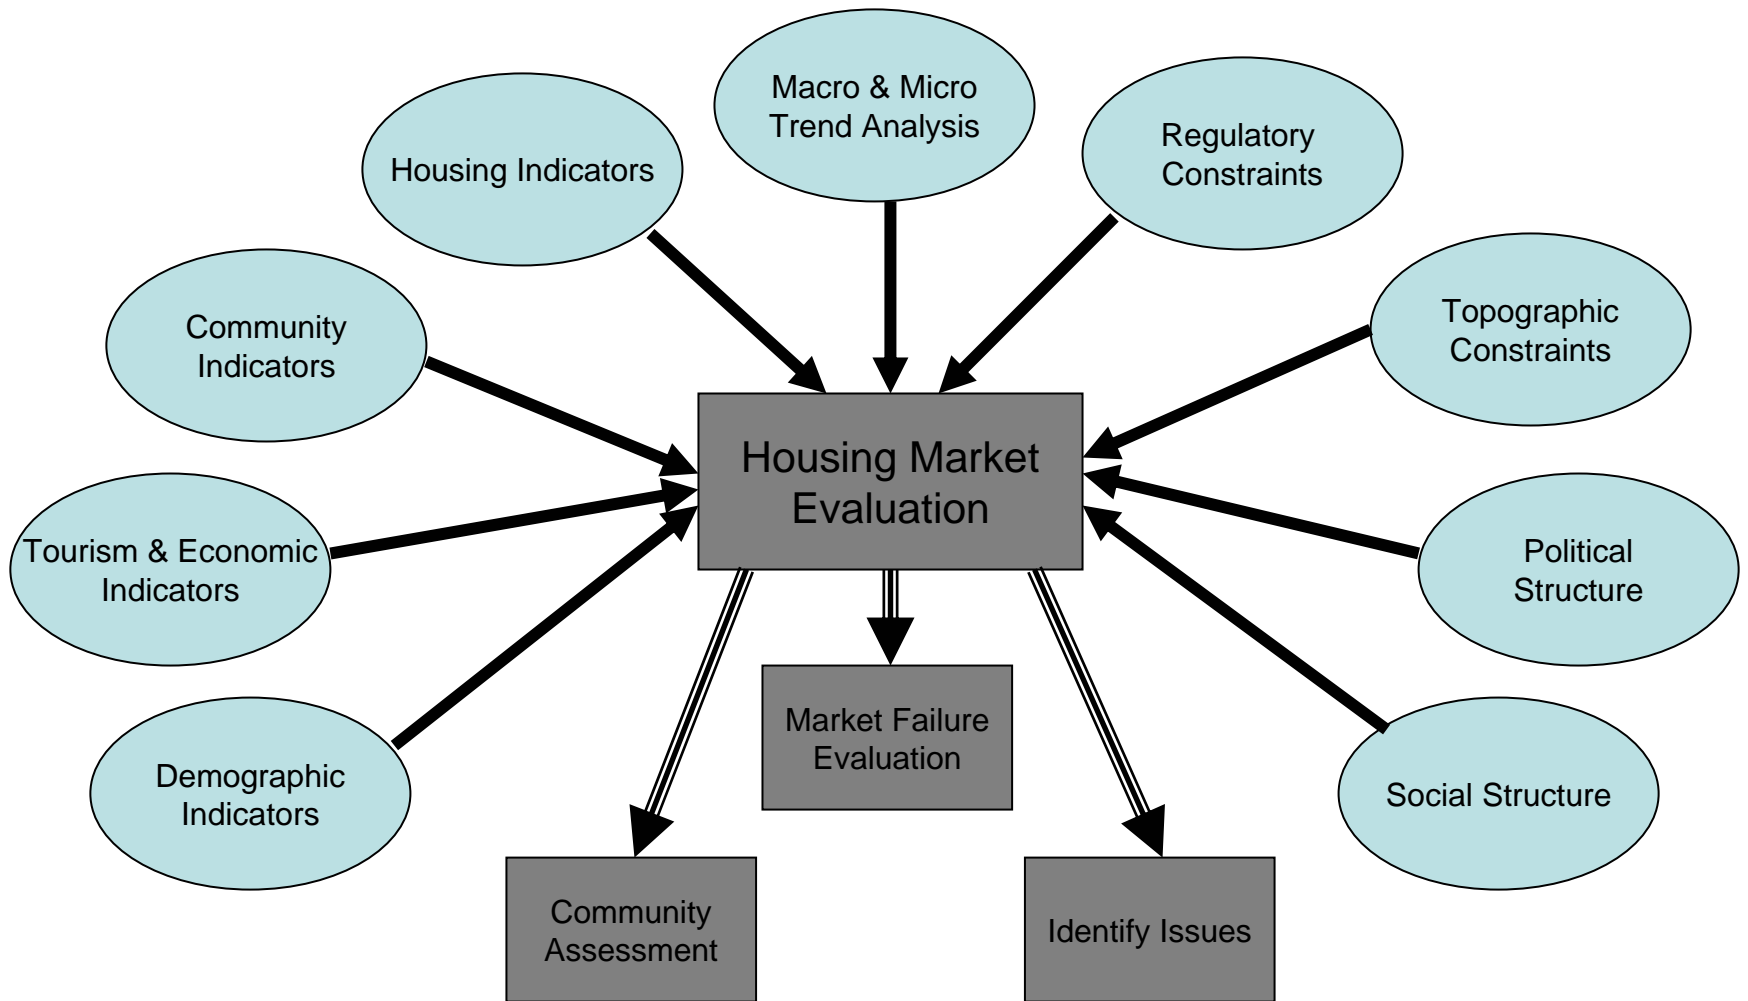 Macro & Micro
Trend Analysis
Regulatory
Constraints
Housing Indicators
Topographic
Constraints
Community
Indicators
Housing Market
Evaluation
Tourism & Economic
Indicators
Political
Structure
Market Failure
Evaluation
Demographic
Indicators
Social Structure
Community
Assessment
Identify Issues